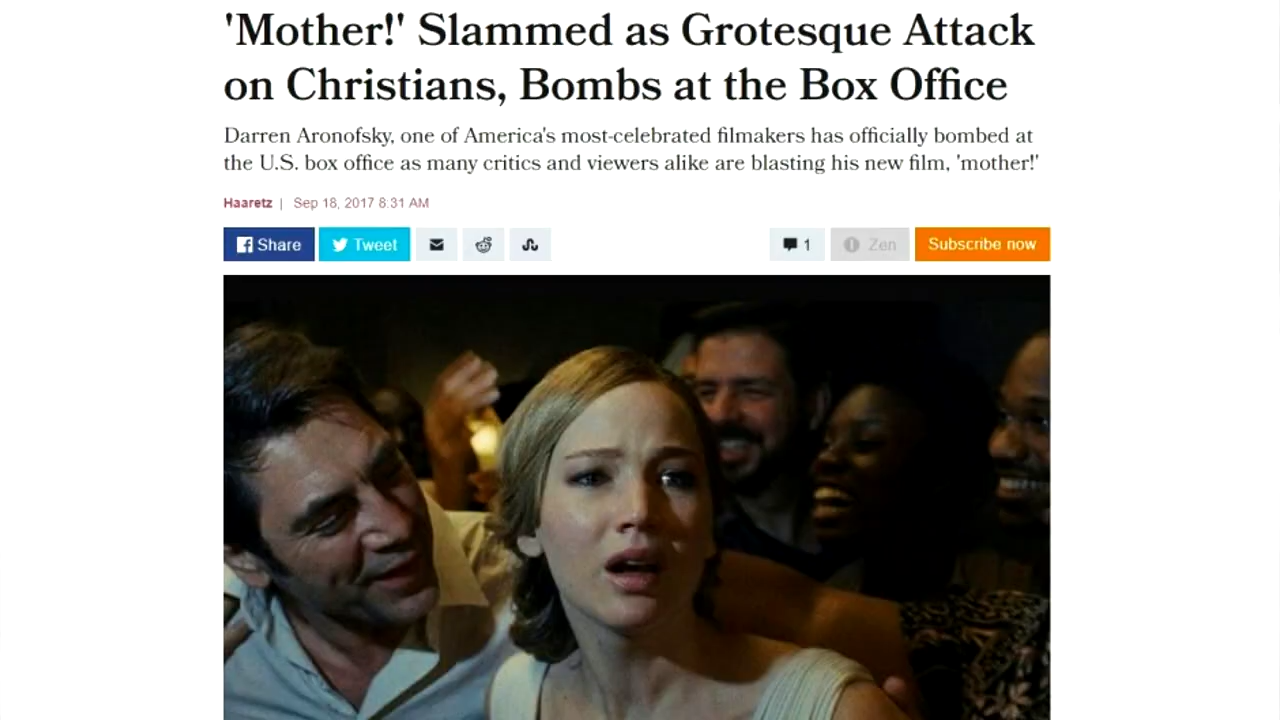 'Mother!' Slammed as Grotesque Attack
on Christians, Bombs at the Box Office
Darren Aronofsky, one of America's most-celebrated filmakers has officially bombed at
the U.S. box office as many critics and viewers alike are blasting his new film, 'mother!'
Haaretz | Sep 18, 2017 8:31 AM
Share Tweet 1 Zen Subscribe now